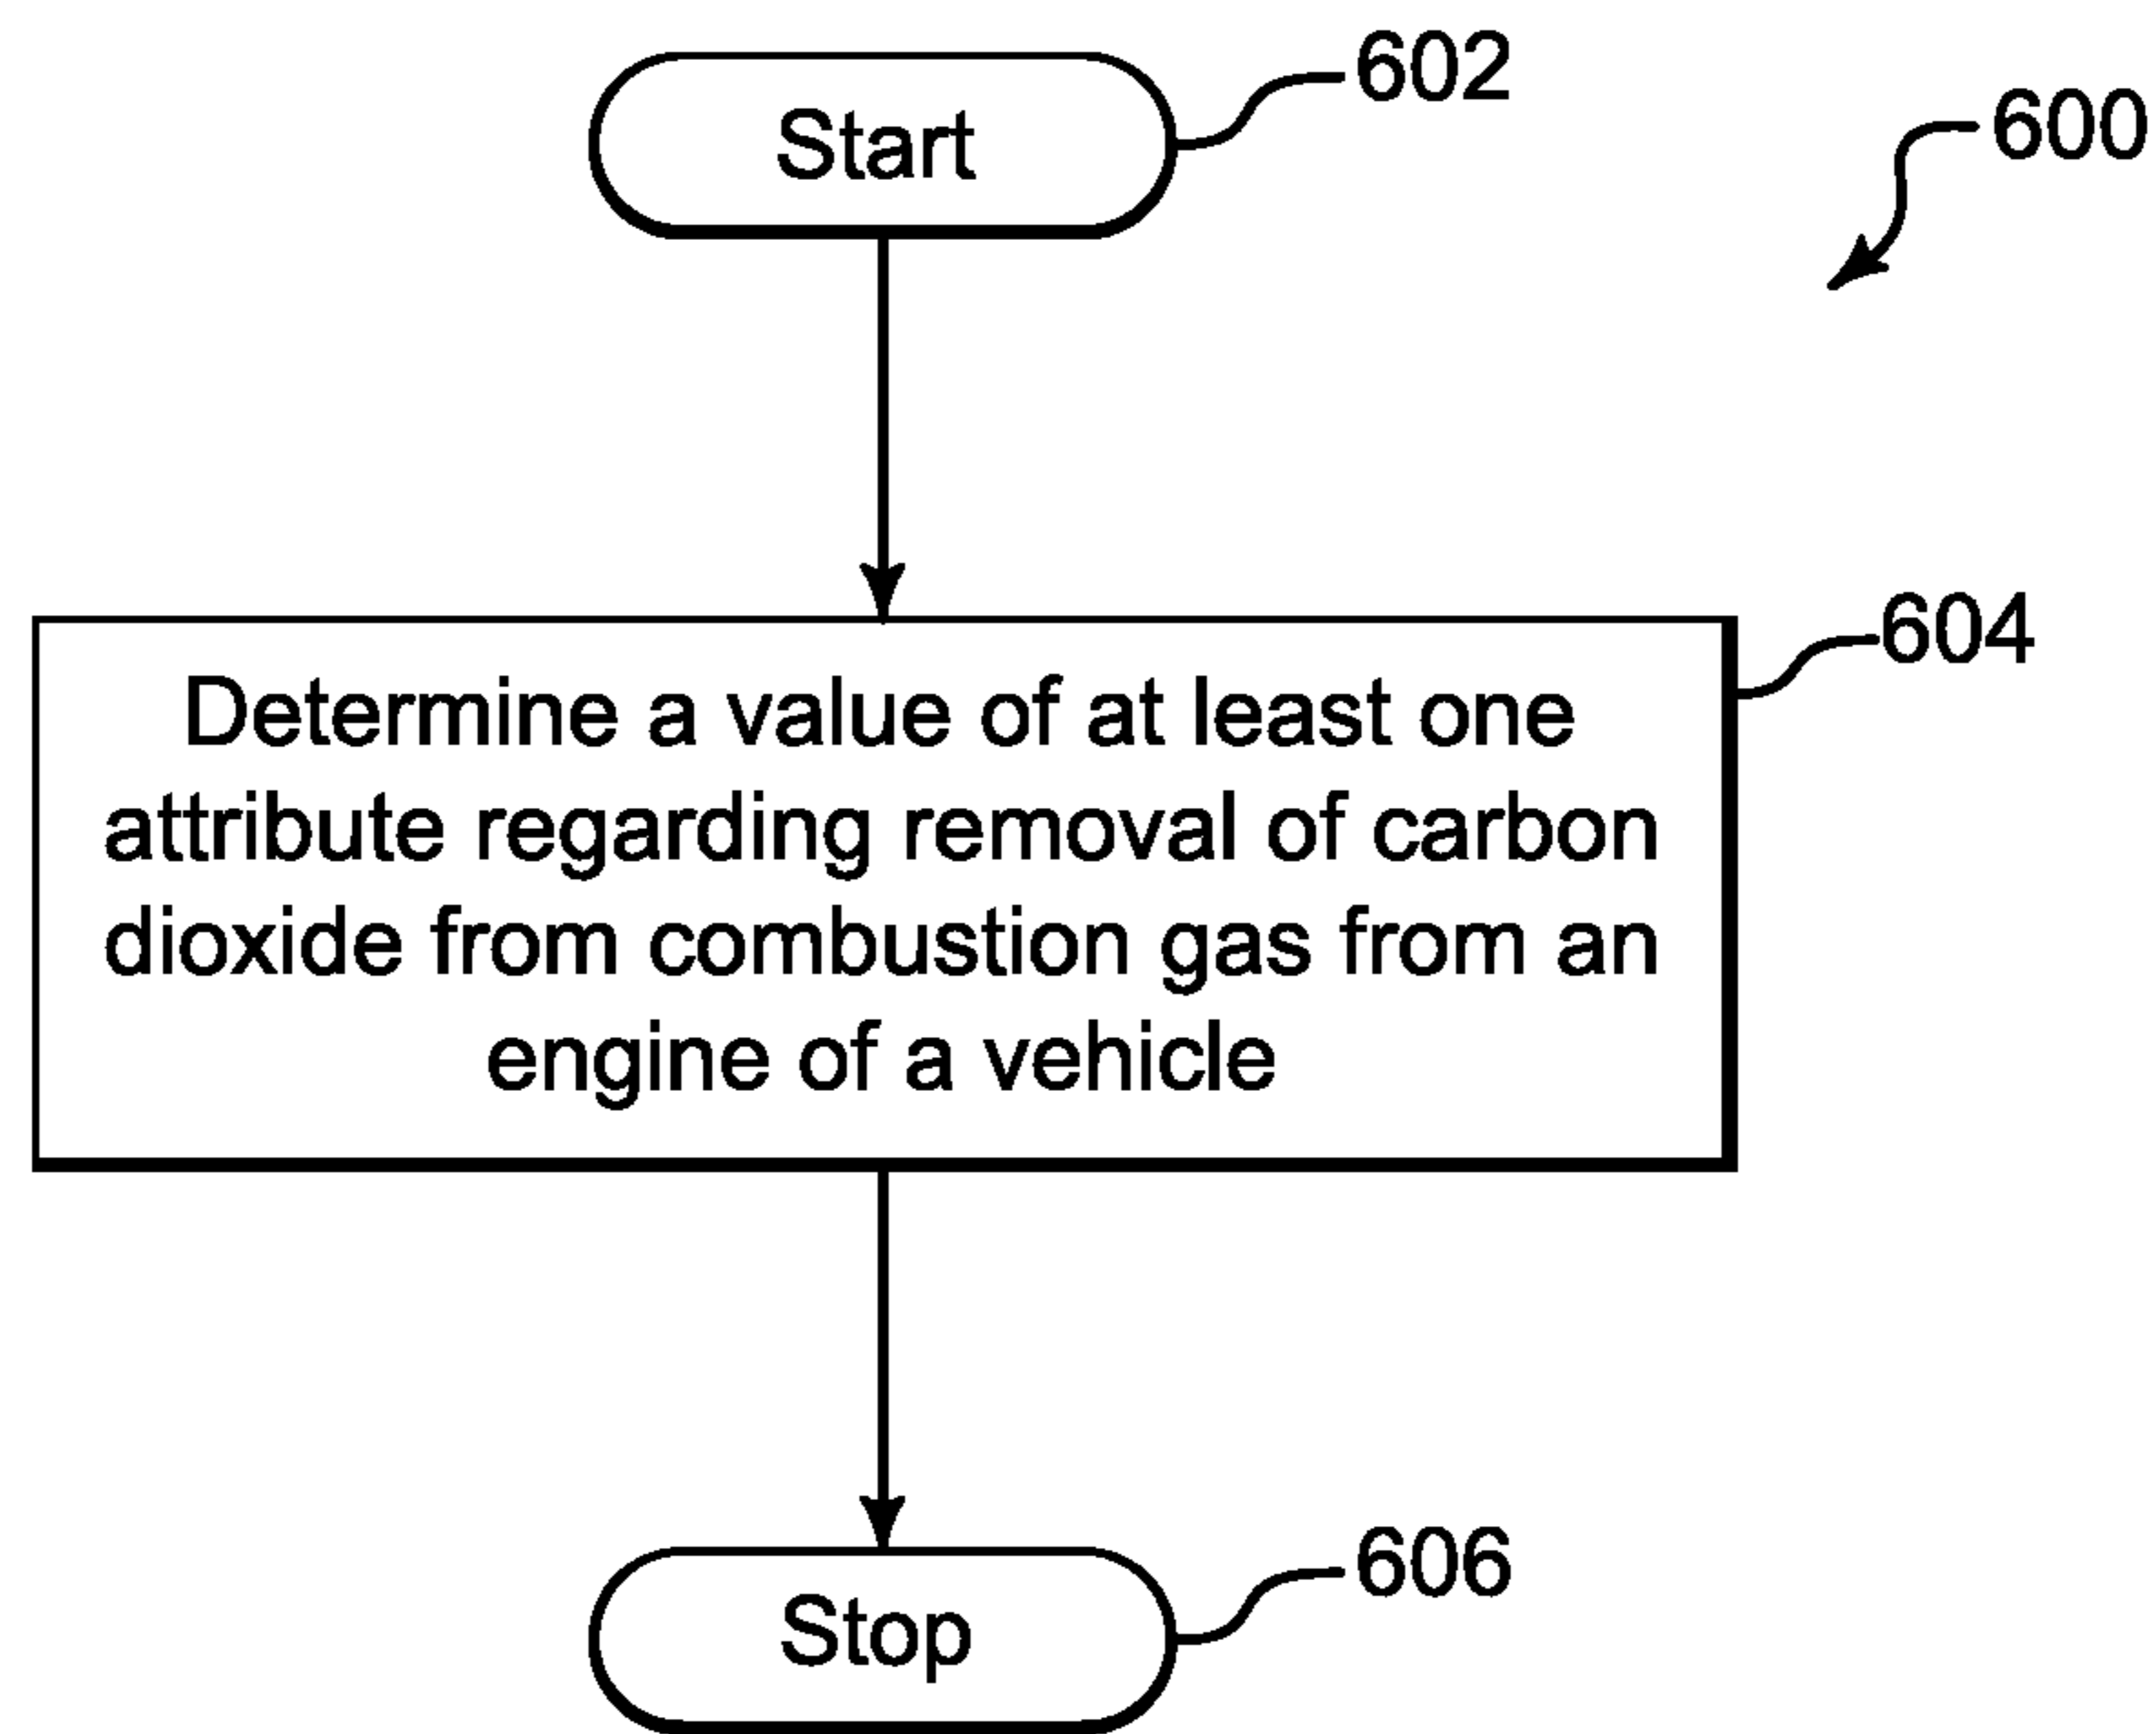 Start
602
600
604
Determine a value of at least one
attribute regarding removal of carbon
dioxide from combustion gas from an
engine of a vehicle
606
Stop